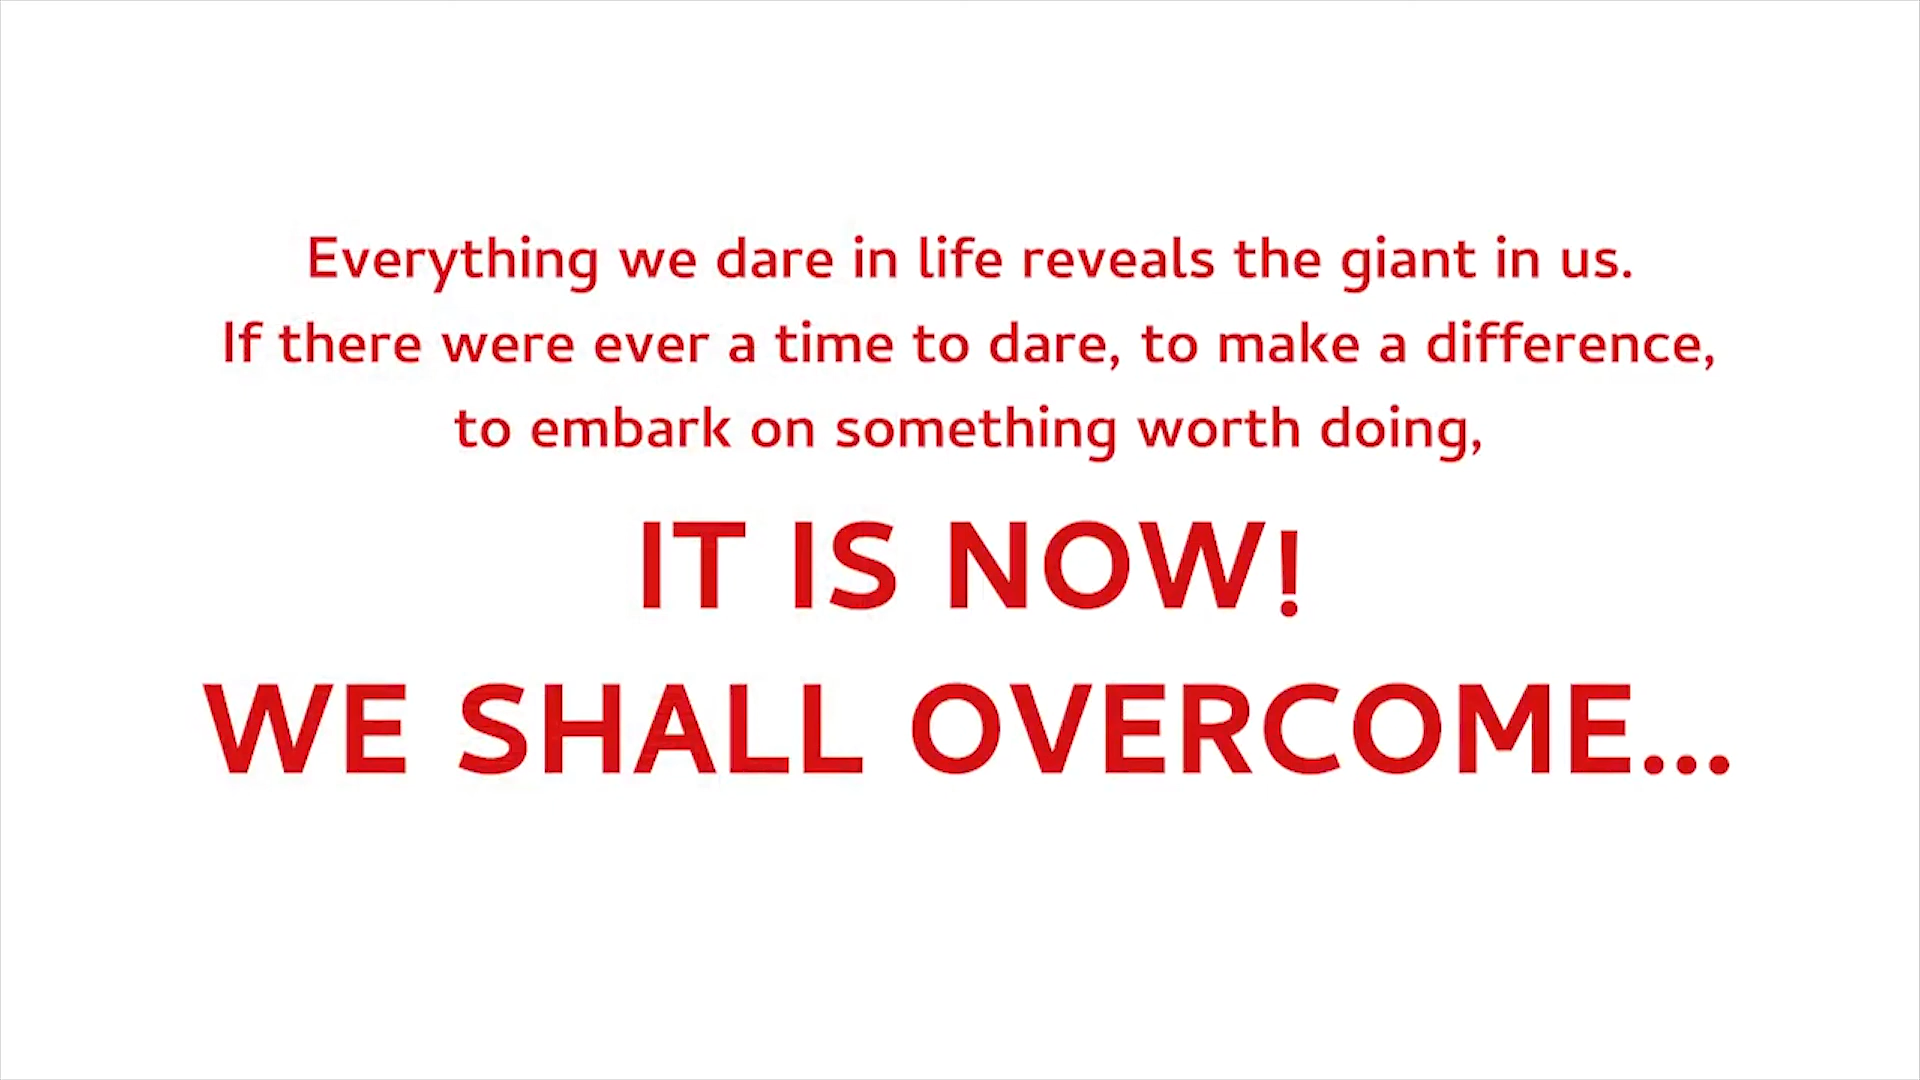 Everything we dare in life reveals the giant in us.
If there were ever a time to dare, to make a difference,
to embark on something worth doing,
IT IS NOW!
WE SHALL OVERCOME...